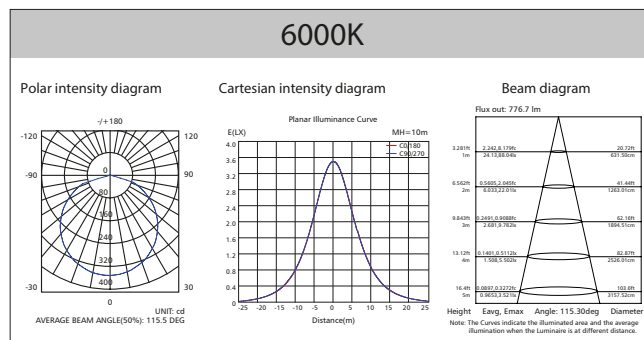 6000K
Polar intensity diagram
-/+180
-120
120
-90
90
0
80
160
240
320
400
-30
30
0
UNIT: cd
AVERAGE BEAM ANGLE(50%): 115.5 DEG
Cartesian intensity diagram
Planar Illuminance Curve
E(LX)
MH=10m
C0/180
C90/270
4.0
3.6
3.2
2.8
2.4
2.0
1.6
1.2
0.8
0.4
0
-25 -20 -15 -10 -5 0 5 10 15 20 25
Distance(m)
Beam diagram
Flux out: 776.7 lm
3.281ft 2.242,8.179fc 20.72ft
1m 24.13,88.04lx 631.50cm
6.562ft 0.5605,2.045fc 41.44ft
2m 6.033,22.01lx 1263.01cm
9.843ft 0.2491,0.9088fc 62.16ft
3m 2.681,9.782lx 1894.51cm
13.12ft 0.1401,0.5112fc 82.87ft
4m 1.508,5.502lx 2526.01cm
16.4ft 0.0897,0.3272fc 103.6ft
5m 0.9653,3.521lx 3157.52cm
Height Eavg, Emax Angle: 115.30deg Diameter
Note: The Curves indicate the illuminated area and the average
illumination when the Luminaire is at different distance.